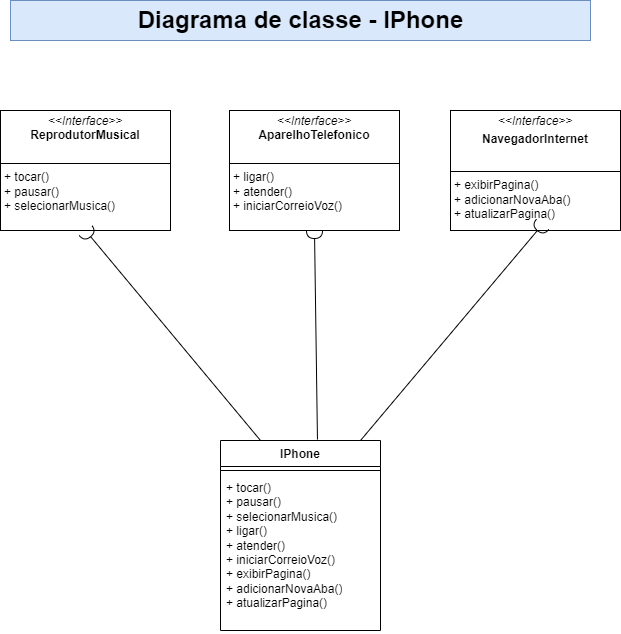 Diagrama de classe - IPhone
<<Interface>>
ReprodutorMusical
+ tocar()
+ pausar()
+ selecionarMusica()
<<Interface>>
AparelhoTelefonico
+ ligar()
+ atender()
+ iniciarCorreioVoz()
<<Interface>>
NavegadorInternet
+ exibirPagina()
+ adicionarNovaAba()
+ atualizarPagina()
IPhone
+ tocar()
+ pausar()
+ selecionarMusica()
+ ligar()
+ atender()
+ iniciarCorreioVoz()
+ exibirPagina()
+ adicionarNovaAba()
+ atualizarPagina()